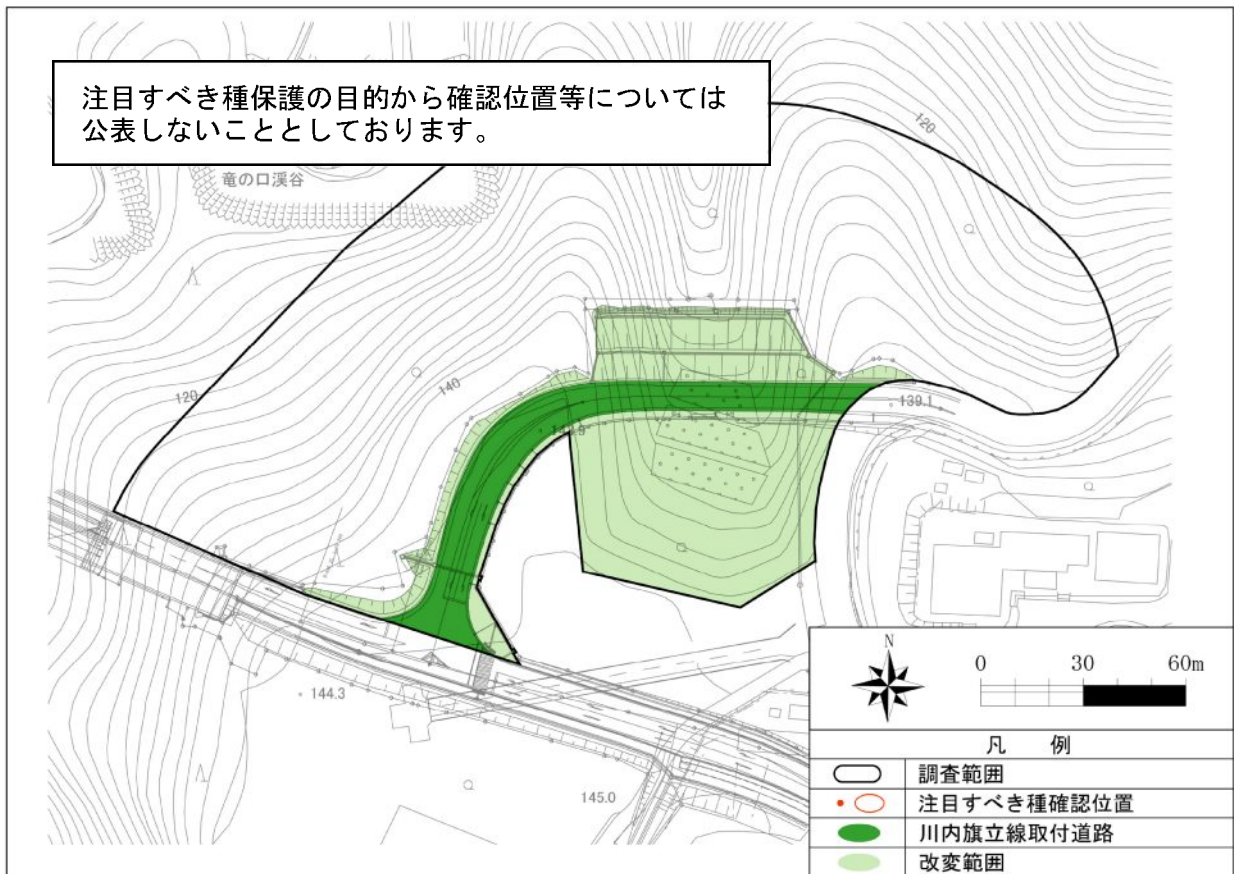 注目すべき種保護の目的から確認位置等については
公表しないこととしております。
竜の口渓谷
120
120
140
139.1
144.3
145.0
N
0 30 60m
凡 例
調査範囲
注目すべき種確認位置
川内旗立線取付道路
改変範囲